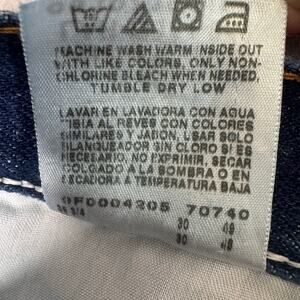 MACHINE WASH WARM INSIDE OUT
WITH LIKE COLORS, ONLY NON-
CHLORINE BLEACH WHEN NEEDED,
TUMBLE DRY LOW
LAVAR EN LAVADORA CON AGUA
TIBIA AL REVES CON COLORES
SIMILARES Y JABON, USAR SOLO
BLANQUEADOR SIN CLORO SI ES
NECESARIO, NO EXPRIMIR, SECAR
COLGADO A LA SOMBRA O EN
SECADORA A TEMPERATURA BAJA
0F0004305 70740
3/4 30
30